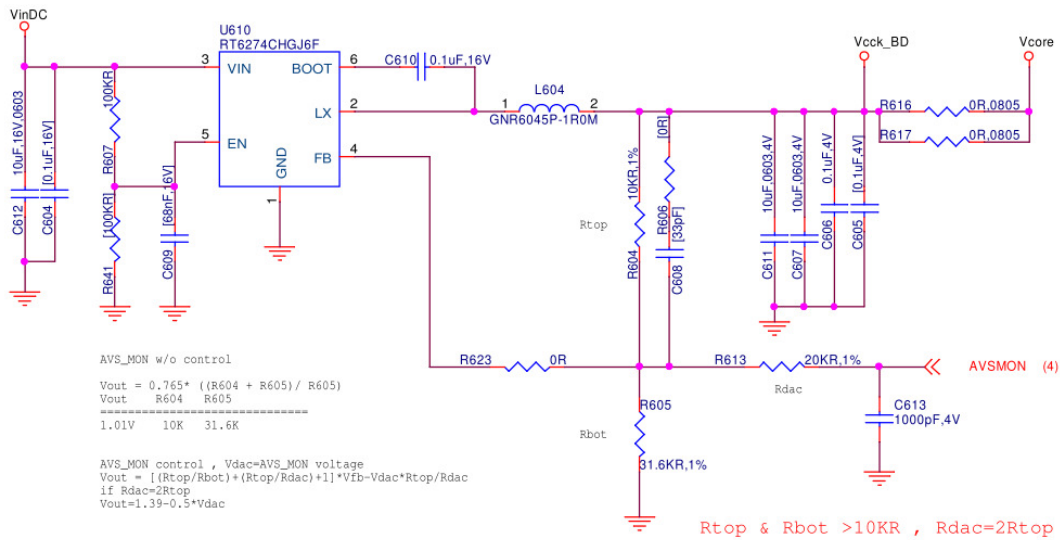 VinDC
U610
RT6274CHGJ6F
3 VIN BOOT 6
LX 2
5 EN
FB 4
GND
1
C610 0.1uF,16V
L604
1 2
GNR6045P-1R0M
Vcck_BD
Vcore
R616 0R,0805
R617 0R,0805
10uF,16V,0603
C612
[0.1uF,16V]
C604
100KR
R607
[100KR]
R641
[68nF,16V]
C609
Rtop
10KR,1%
R604
[0R]
R606
[33pF]
C608
10uF,0603,4V
C611
10uF,0603,4V
C607
0.1uF,4V
C606
[0.1uF,4V]
C605
R623 0R
R613 20KR,1%
Rdac
AVSMON (4)
C613
1000pF,4V
R605
Rbot
31.6KR,1%
AVS_MON w/o control
Vout = 0.765* ((R604 + R605)/ R605)
Vout R604 R605
==============================
1.01V 10K 31.6K
AVS_MON control , Vdac=AVS_MON voltage
Vout = [(Rtop/Rbot)+(Rtop/Rdac)+1]*Vfb-Vdac*Rtop/Rdac
if Rdac=2Rtop
Vout=1.39-0.5*Vdac
Rtop & Rbot >10KR , Rdac=2Rtop